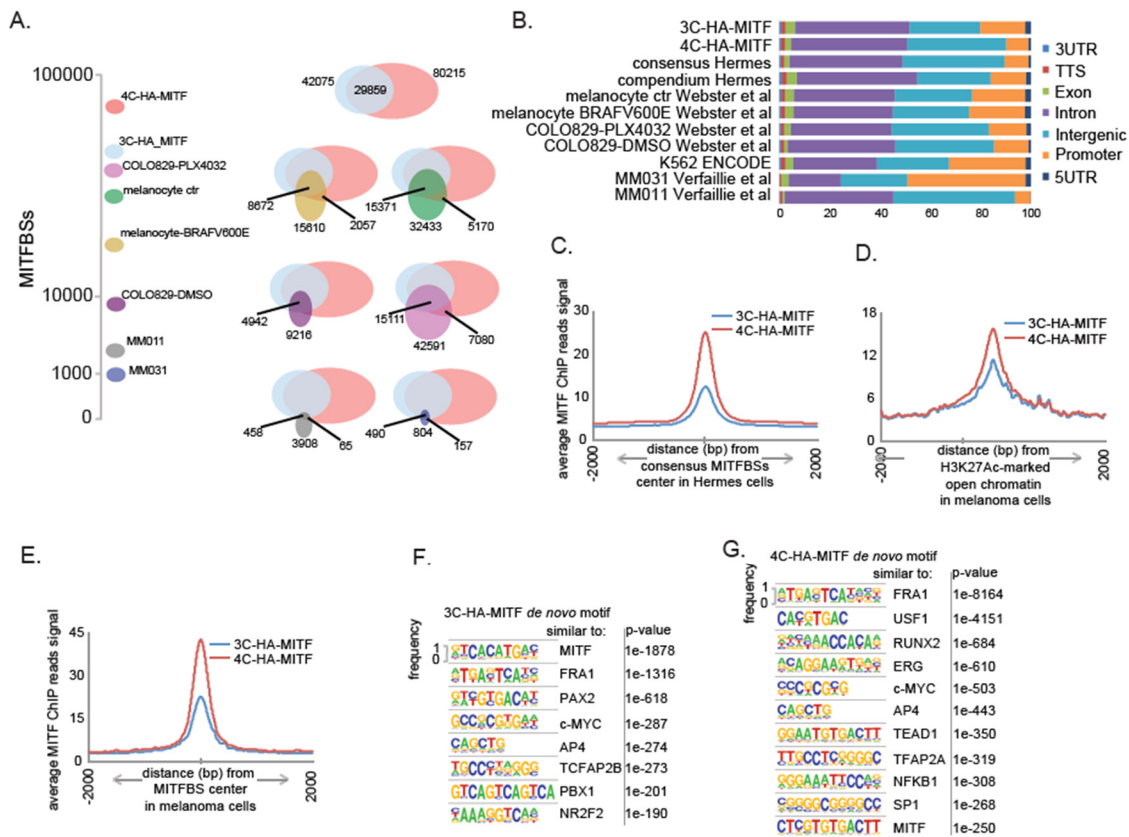 A.
100000
10000
1000
0
MITFBSs
4C-HA-MITF
3C-HA_MITF
COLO829-PLX4032
melanocyte ctr
melanocyte-BRAFV600E
COLO829-DMSO
MM011
MM031
42075
29859
80215
8672
15610
2057
15371
32433
5170
4942
9216
15111
42591
7080
458
3908
65
490
804
157
B.
3C-HA-MITF
4C-HA-MITF
consensus Hermes
compendium Hermes
melanocyte ctr Webster et al
melanocyte BRAFV600E Webster et al
COLO829-PLX4032 Webster et al
COLO829-DMSO Webster et al
K562 ENCODE
MM031 Verfaillie et al
MM011 Verfaillie et al
0 20 40 60 80 100
3UTR
TTS
Exon
Intron
Intergenic
Promoter
5UTR
C.
average MITF ChIP reads signal
30
20
10
0
3C-HA-MITF
4C-HA-MITF
-2000
2000
distance (bp) from
consensus MITFBSs
center in Hermes cells
D.
18
12
6
0
3C-HA-MITF
4C-HA-MITF
-2000
2000
distance (bp) from
H3K27Ac-marked
open chromatin
in melanoma cells
E.
average MITF ChIP reads signal
45
30
15
0
3C-HA-MITF
4C-HA-MITF
-2000
2000
distance (bp) from
MITFBS center
in melanoma cells
F.
3C-HA-MITF de novo motif
similar to: p-value
frequency
1
0
MITF 1e-1878
FRA1 1e-1316
PAX2 1e-618
c-MYC 1e-287
CAGCTG AP4 1e-274
TCFAP2B 1e-273
GTCAGTCAGTCA PBX1 1e-201
NR2F2 1e-190
G.
4C-HA-MITF de novo motif
similar to: p-value
frequency
1
0
FRA1 1e-8164
CACGTGAC USF1 1e-4151
RUNX2 1e-684
ERG 1e-610
c-MYC 1e-503
CAGCTG AP4 1e-443
GGAATGTGACTT TEAD1 1e-350
TFAP2A 1e-319
NFKB1 1e-308
SP1 1e-268
CTCGTGTGACTT MITF 1e-250